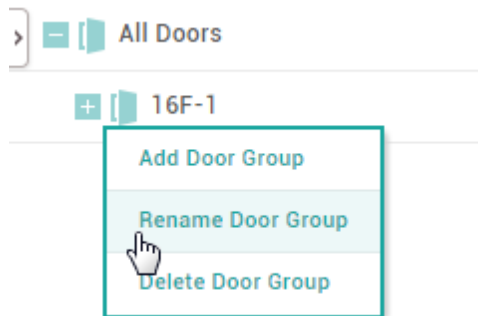 All Doors
16F-1
Add Door Group
Rename Door Group
Delete Door Group